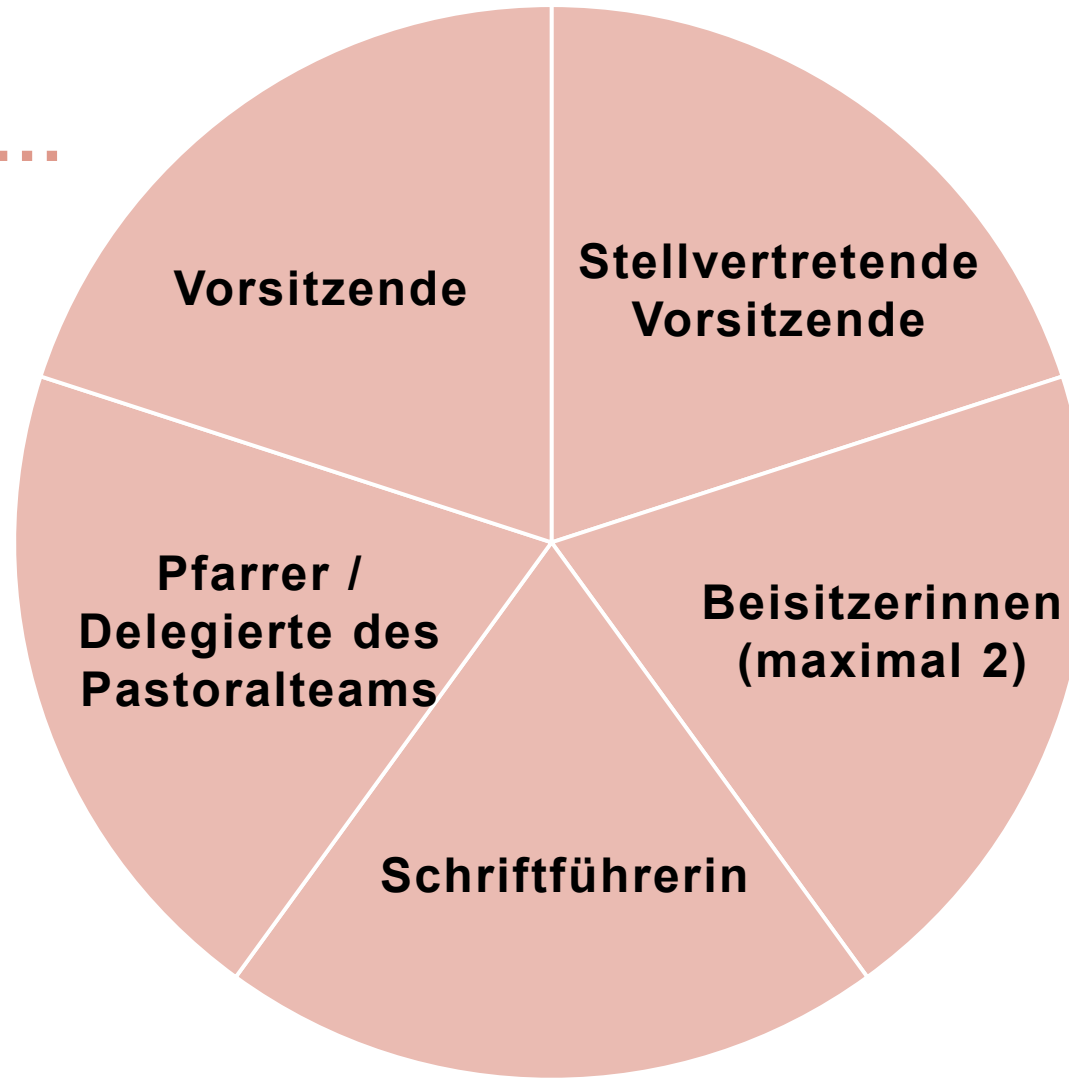 Vorsitzende
Stellvertretende
Vorsitzende
Pfarrer /
Delegierte des
Pastoralteams
Beisitzerinnen
(maximal 2)
Schriftführerin